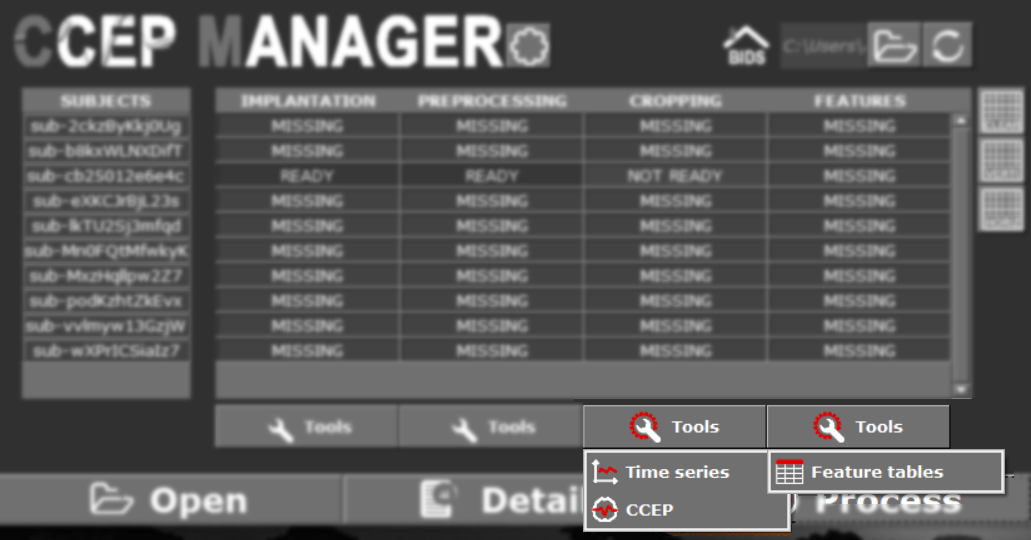 CCEP MANAGER
BIDS C:\Users\
SUBJECTS IMPLANTATION PREPROCESSING CROPPING FEATURES
sub-2ckzByKkj0Ug MISSING MISSING MISSING MISSING
sub-b8kxWLNXDifT MISSING MISSING MISSING MISSING
sub-cb25012e6e4c READY READY NOT READY MISSING
sub-eXKCJrBjL23s MISSING MISSING MISSING MISSING
sub-lkTU2Sj3mfqd MISSING MISSING MISSING MISSING
sub-Mn0FQtMfwkyK MISSING MISSING MISSING MISSING
sub-MxzHqllpw2Z7 MISSING MISSING MISSING MISSING
sub-podKzhtZkEvx MISSING MISSING MISSING MISSING
sub-vvlmyw13GzjW MISSING MISSING MISSING MISSING
sub-wXPrICSiaIz7 MISSING MISSING MISSING MISSING
Tools Tools Tools Tools
Time series Feature tables
Open Detail Process
CCEP